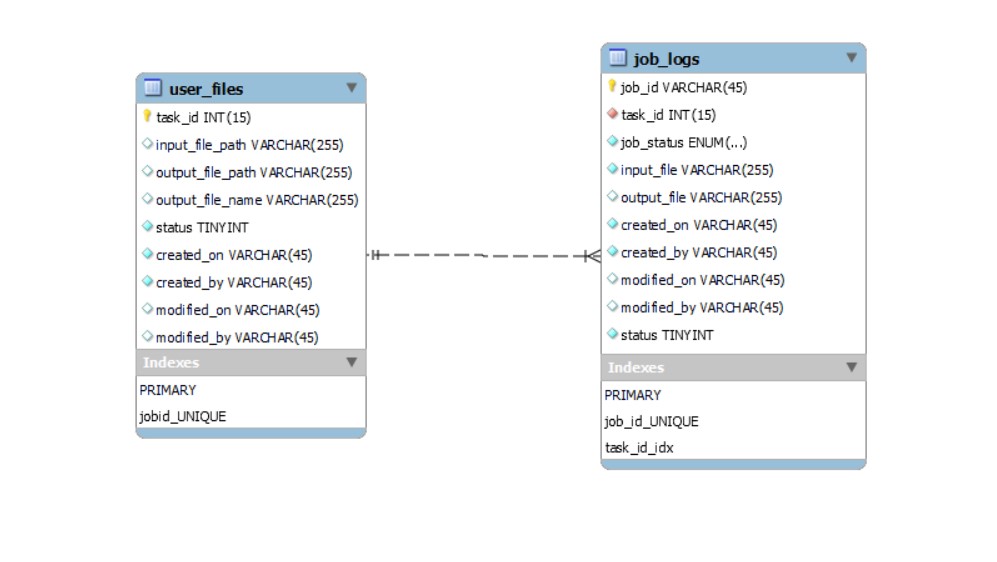 user_files
task_id INT(15)
input_file_path VARCHAR(255)
output_file_path VARCHAR(255)
output_file_name VARCHAR(255)
status TINYINT
created_on VARCHAR(45)
created_by VARCHAR(45)
modified_on VARCHAR(45)
modified_by VARCHAR(45)
Indexes
PRIMARY
jobid_UNIQUE
job_logs
job_id VARCHAR(45)
task_id INT(15)
job_status ENUM(...)
input_file VARCHAR(255)
output_file VARCHAR(255)
created_on VARCHAR(45)
created_by VARCHAR(45)
modified_on VARCHAR(45)
modified_by VARCHAR(45)
status TINYINT
Indexes
PRIMARY
job_id_UNIQUE
task_id_idx